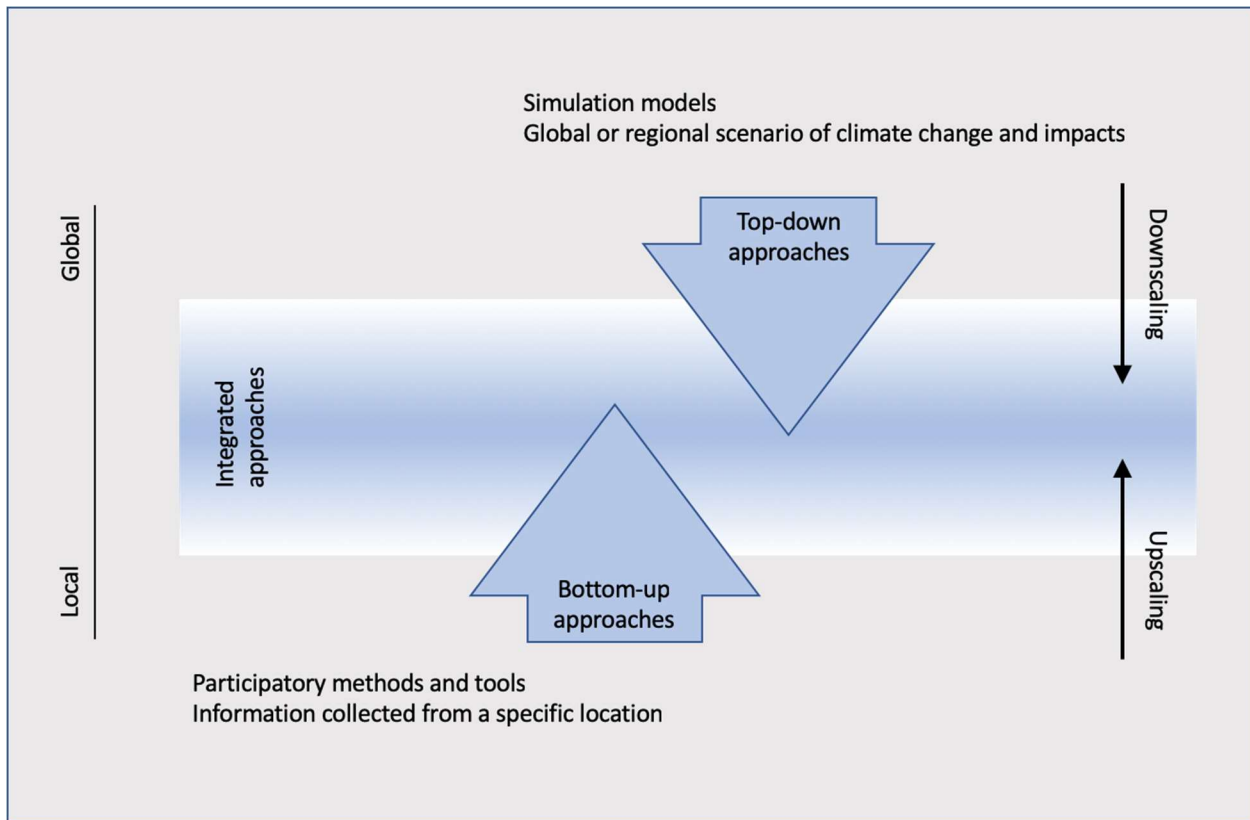 Simulation models
Global or regional scenario of climate change and impacts
Global
Top-down
approaches
Downscaling
Integrated
approaches
Local
Bottom-up
approaches
Upscaling
Participatory methods and tools
Information collected from a specific location